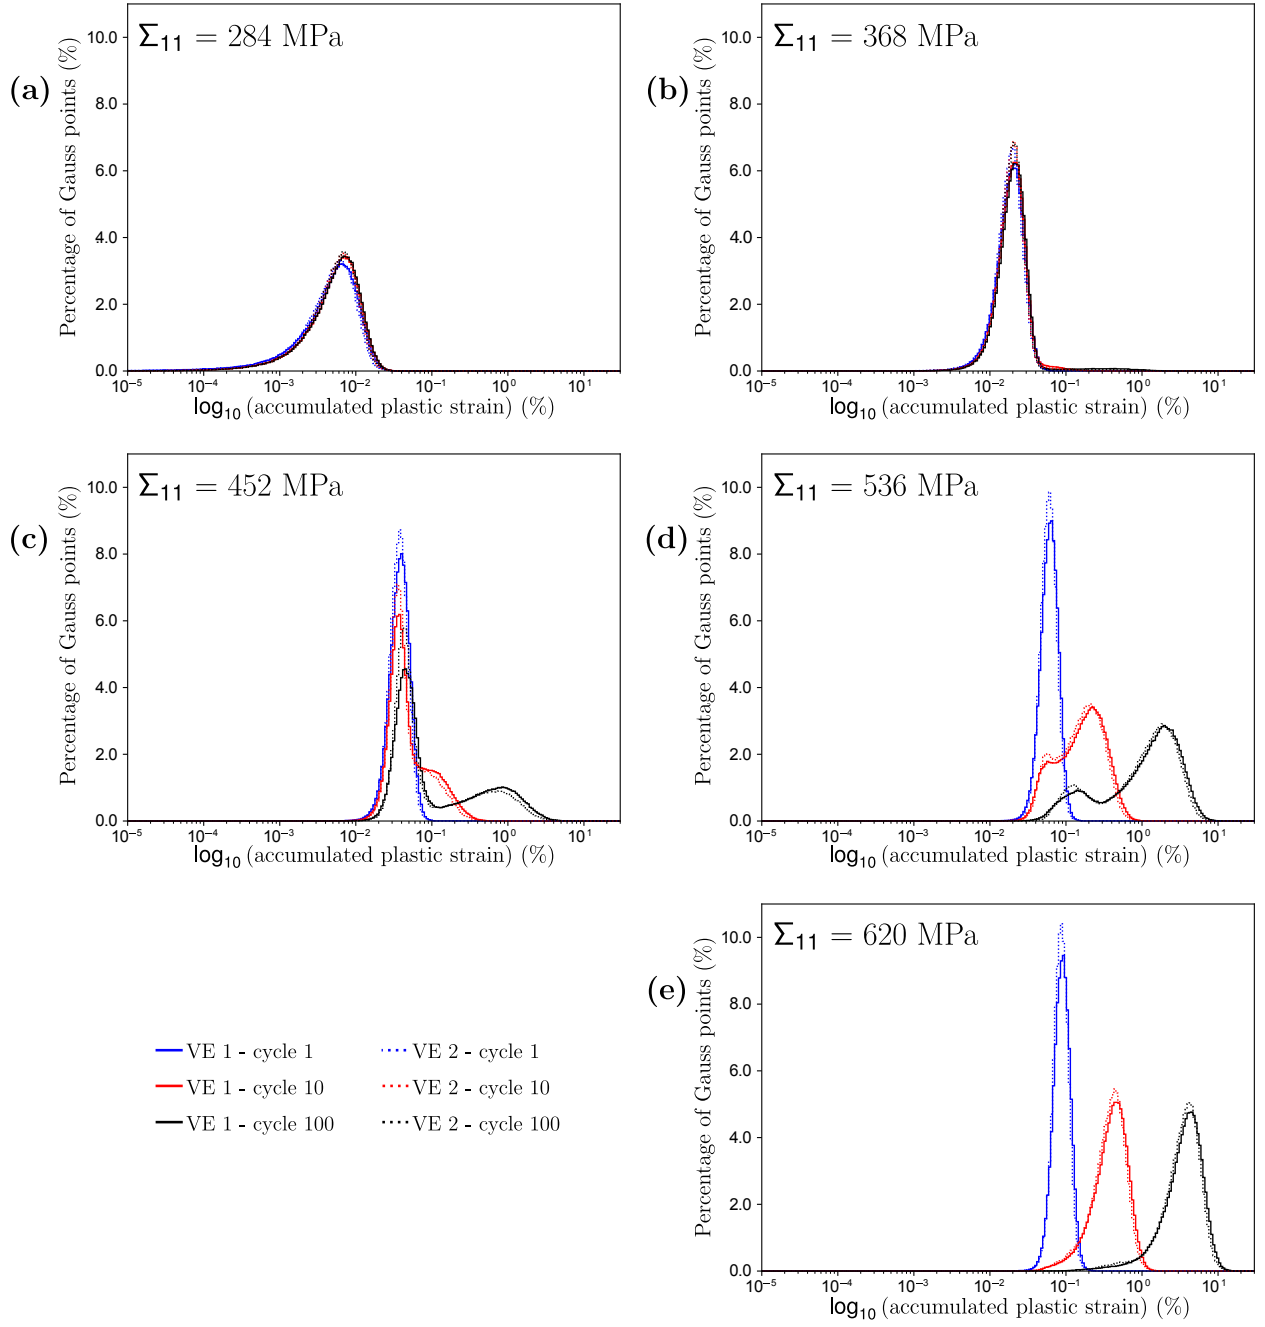 (a)
Σ11 = 284 MPa
Percentage of Gauss points (%)
10.0
8.0
6.0
4.0
2.0
0.0
10−5
10−4
10−3
10−2
10−1
100
101
log10 (accumulated plastic strain) (%)
(b)
Σ11 = 368 MPa
Percentage of Gauss points (%)
10.0
8.0
6.0
4.0
2.0
0.0
10−5
10−4
10−3
10−2
10−1
100
101
log10 (accumulated plastic strain) (%)
(c)
Σ11 = 452 MPa
Percentage of Gauss points (%)
10.0
8.0
6.0
4.0
2.0
0.0
10−5
10−4
10−3
10−2
10−1
100
101
log10 (accumulated plastic strain) (%)
(d)
Σ11 = 536 MPa
Percentage of Gauss points (%)
10.0
8.0
6.0
4.0
2.0
0.0
10−5
10−4
10−3
10−2
10−1
100
101
log10 (accumulated plastic strain) (%)
(e)
Σ11 = 620 MPa
Percentage of Gauss points (%)
10.0
8.0
6.0
4.0
2.0
0.0
10−5
10−4
10−3
10−2
10−1
100
101
log10 (accumulated plastic strain) (%)
VE 1 - cycle 1
VE 1 - cycle 10
VE 1 - cycle 100
VE 2 - cycle 1
VE 2 - cycle 10
VE 2 - cycle 100